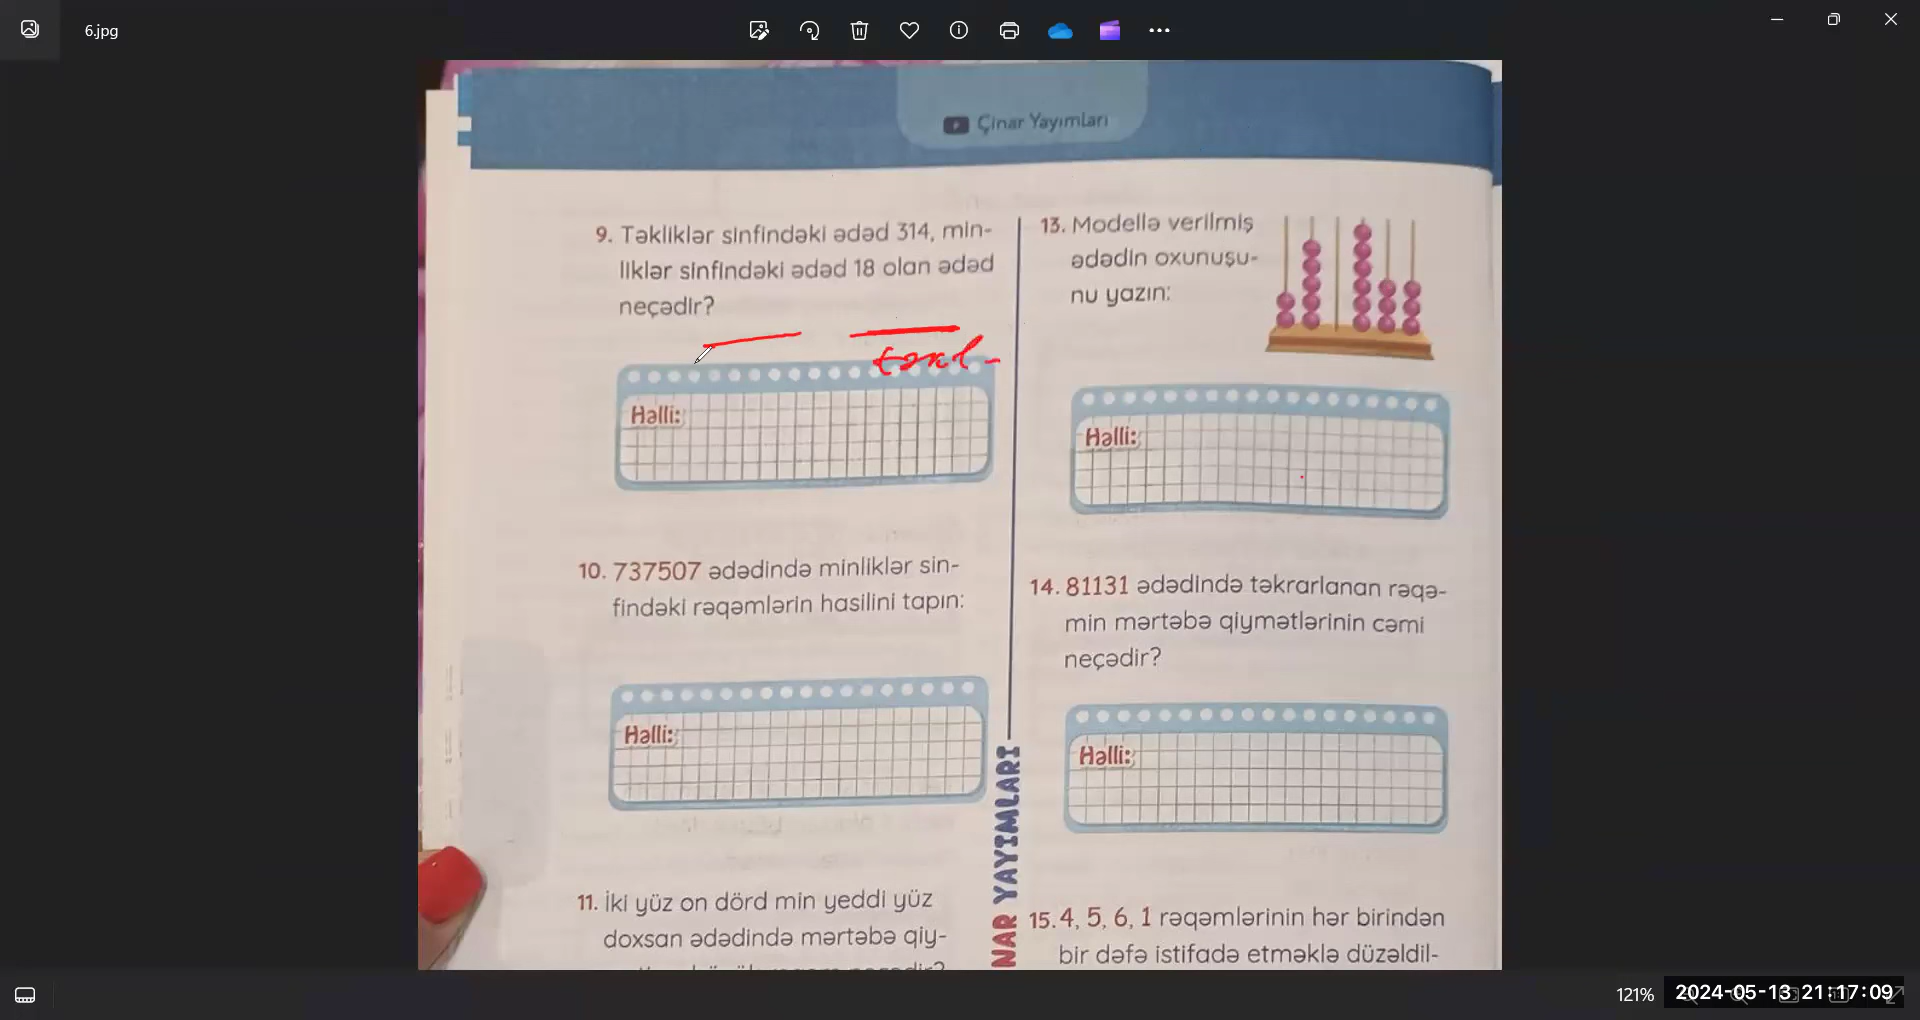 6.jpg
Çinar Yayımları
9. Təkliklər sinfindəki ədəd 314, min-
liklər sinfindəki ədəd 18 olan ədəd
neçədir?
Həlli:
10. 737507 ədədində minliklər sin-
findəki rəqəmlərin hasilini tapın:
Həlli:
11. İki yüz on dörd min yeddi yüz
doxsan ədədində mərtəbə qiy-
NAR YAYIMLARI
13. Modellə verilmiş
ədədin oxunuşu-
nu yazın:
Həlli:
14. 81131 ədədində təkrarlanan rəqə-
min mərtəbə qiymətlərinin cəmi
neçədir?
Həlli:
15. 4, 5, 6, 1 rəqəmlərinin hər birindən
bir dəfə istifadə etməklə düzəldil-
121%
2024-05-13 21:17:09